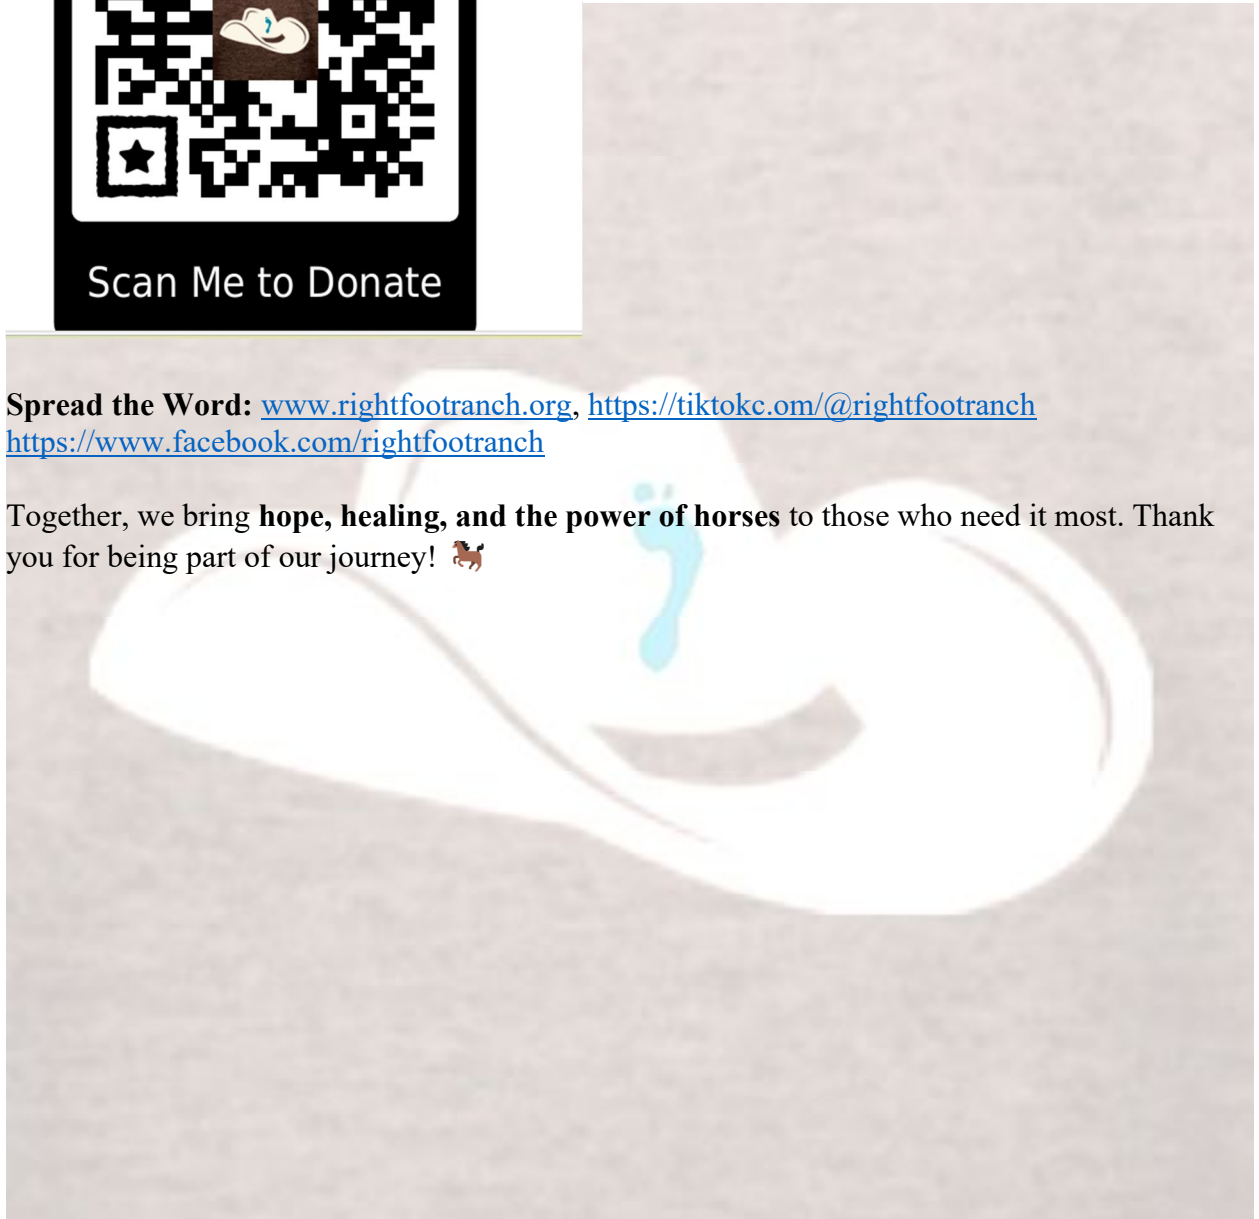 Scan Me to Donate
Spread the Word: www.rightfootranch.org, https://tiktokc.om/@rightfootranch
https://www.facebook.com/rightfootranch
Together, we bring hope, healing, and the power of horses to those who need it most. Thank
you for being part of our journey! 🐎